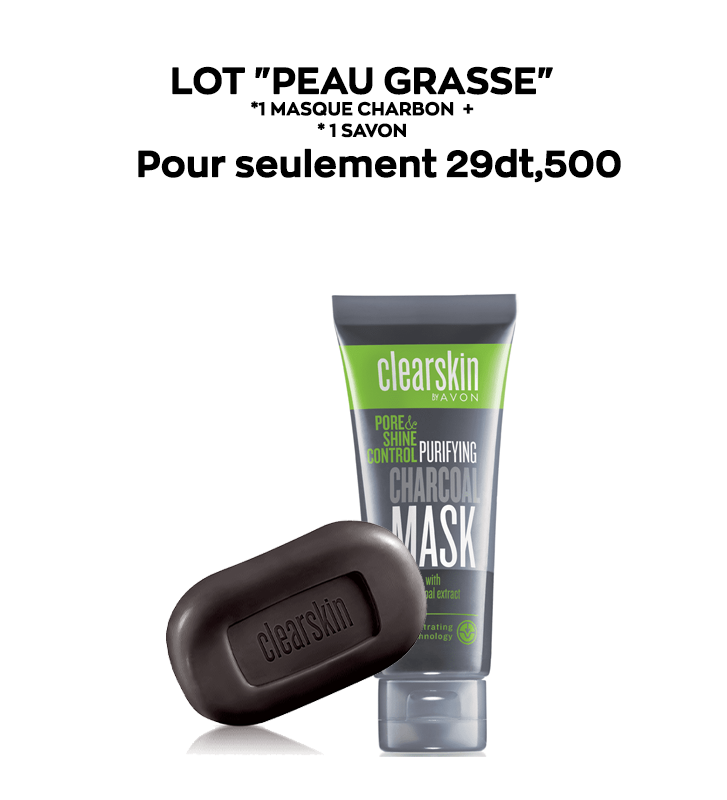 LOT "PEAU GRASSE"
*1 MASQUE CHARBON +
* 1 SAVON
Pour seulement 29dt,500
clearskin
BY AVON
PORE &
SHINE
CONTROL PURIFYING
CHARCOAL
MASK
with
extract
clearskin